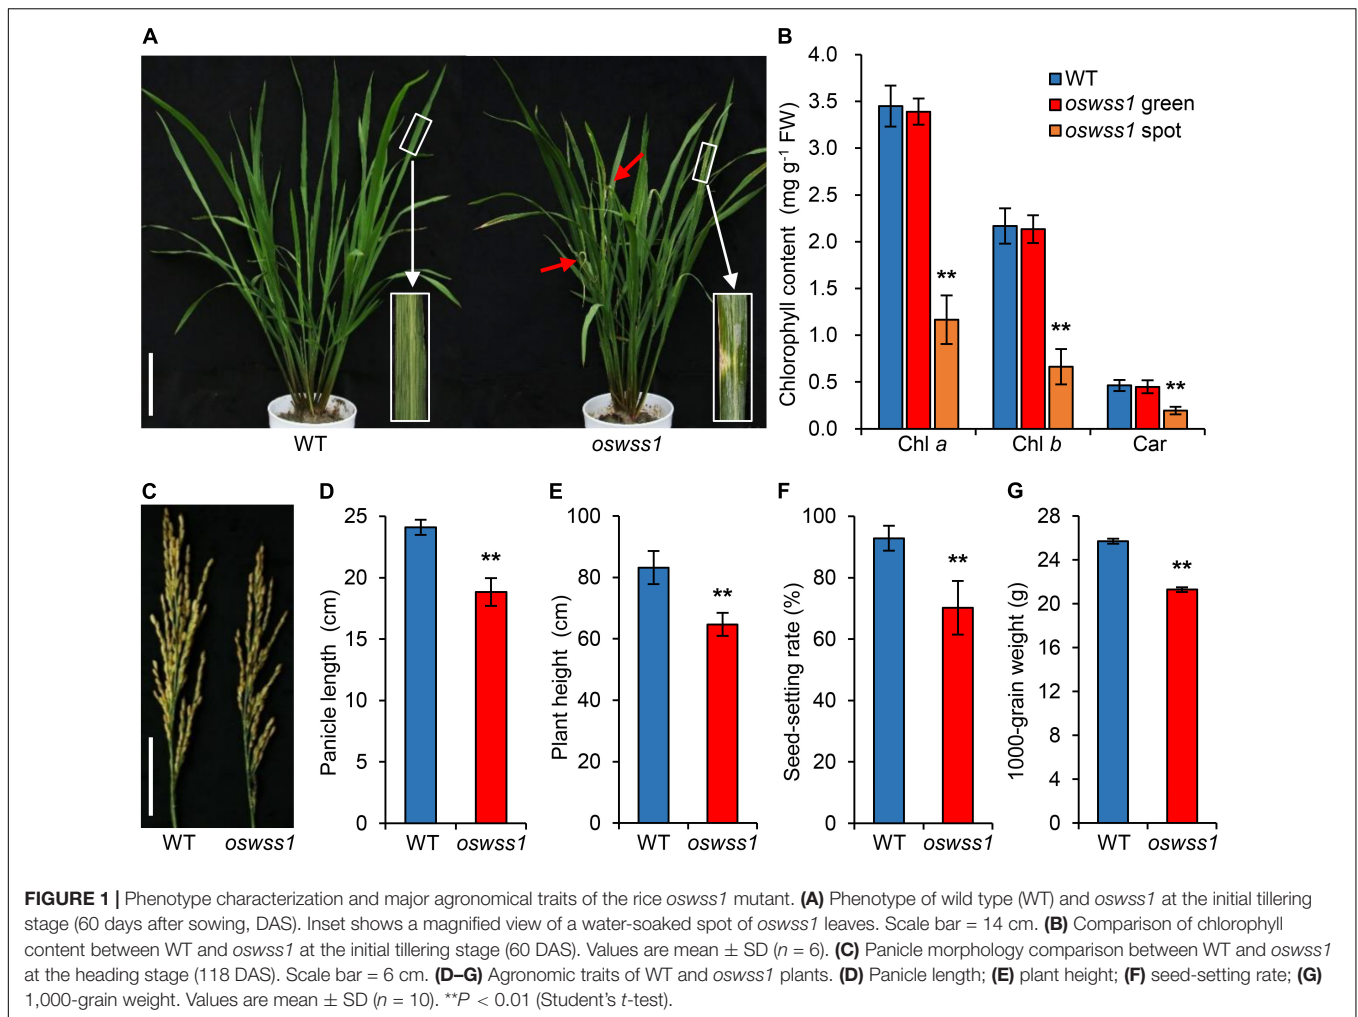 A
WT
oswss1
B
Chlorophyll content (mg g-1 FW)
4.0
3.5
3.0
2.5
2.0
1.5
1.0
0.5
0.0
WT
oswss1 green
oswss1 spot
**
**
**
Chl a
Chl b
Car
C
WT
oswss1
D
Panicle length (cm)
25
20
15
10
5
0
**
WT
oswss1
E
Plant height (cm)
100
80
60
40
20
0
**
WT
oswss1
F
Seed-setting rate (%)
100
80
60
40
20
0
**
WT
oswss1
G
1000-grain weight (g)
28
24
20
16
12
8
4
0
**
WT
oswss1
FIGURE 1 | Phenotype characterization and major agronomical traits of the rice oswss1 mutant. (A) Phenotype of wild type (WT) and oswss1 at the initial tillering
stage (60 days after sowing, DAS). Inset shows a magnified view of a water-soaked spot of oswss1 leaves. Scale bar = 14 cm. (B) Comparison of chlorophyll
content between WT and oswss1 at the initial tillering stage (60 DAS). Values are mean ± SD (n = 6). (C) Panicle morphology comparison between WT and oswss1
at the heading stage (118 DAS). Scale bar = 6 cm. (D–G) Agronomic traits of WT and oswss1 plants. (D) Panicle length; (E) plant height; (F) seed-setting rate; (G)
1,000-grain weight. Values are mean ± SD (n = 10). **P < 0.01 (Student's t-test).